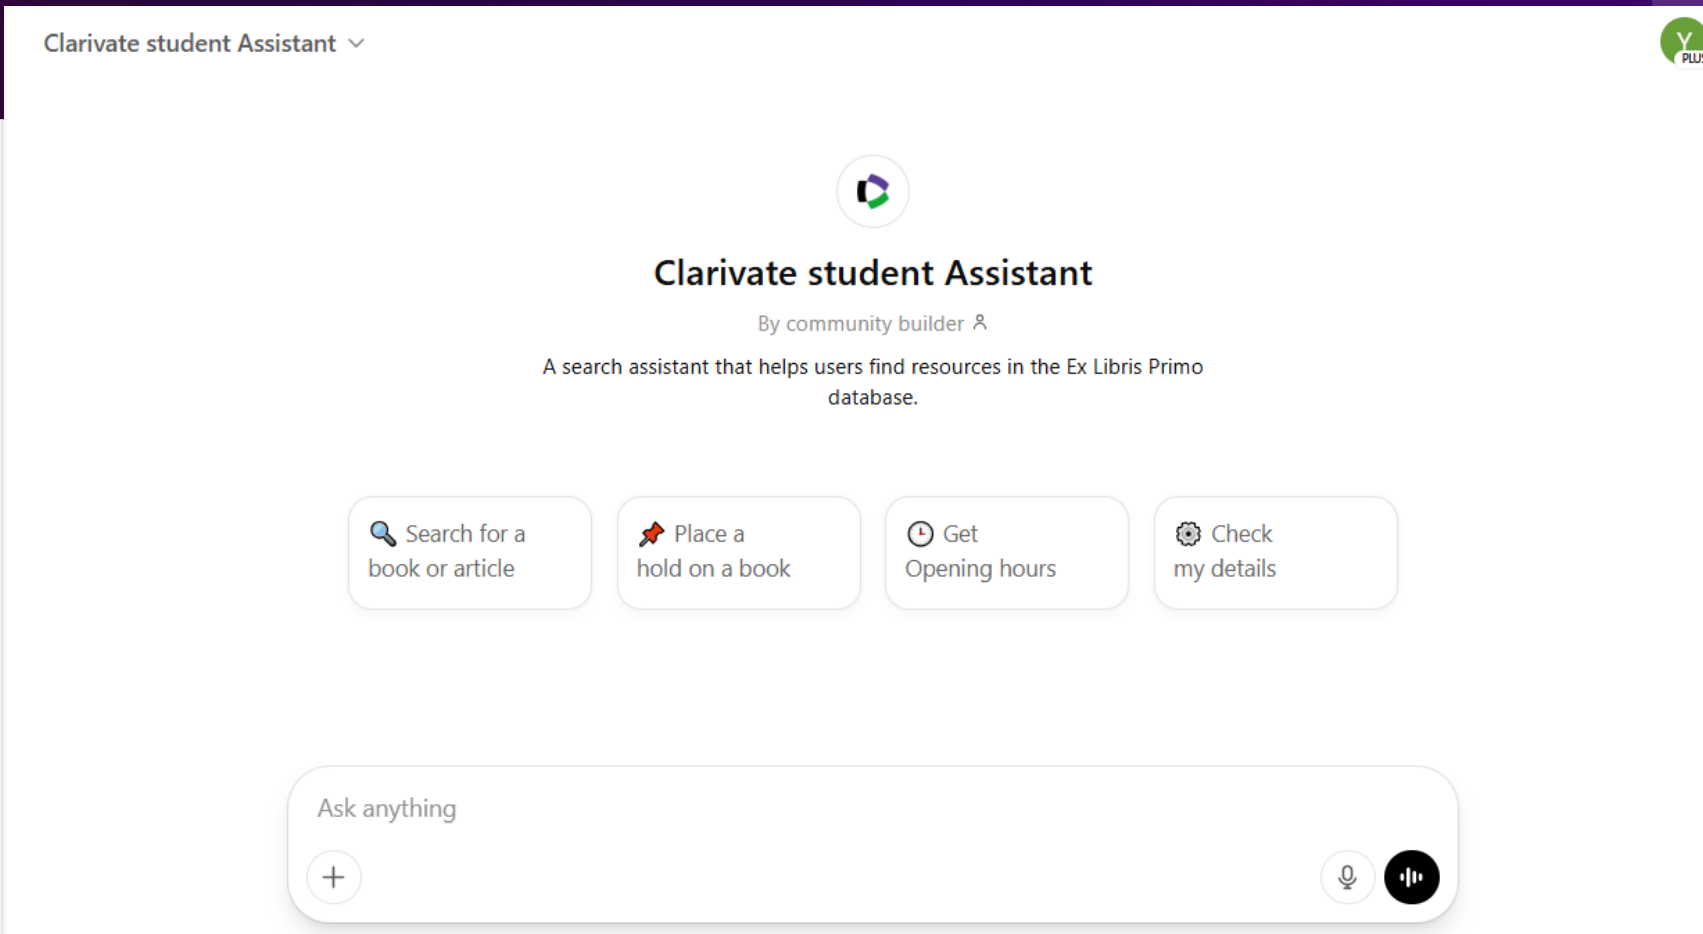 Clarivate student Assistant
Y
PLUS
Clarivate student Assistant
By community builder
A search assistant that helps users find resources in the Ex Libris Primo
database.
🔍 Search for a
book or article
📌 Place a
hold on a book
🕒 Get
Opening hours
⚙️ Check
my details
Ask anything